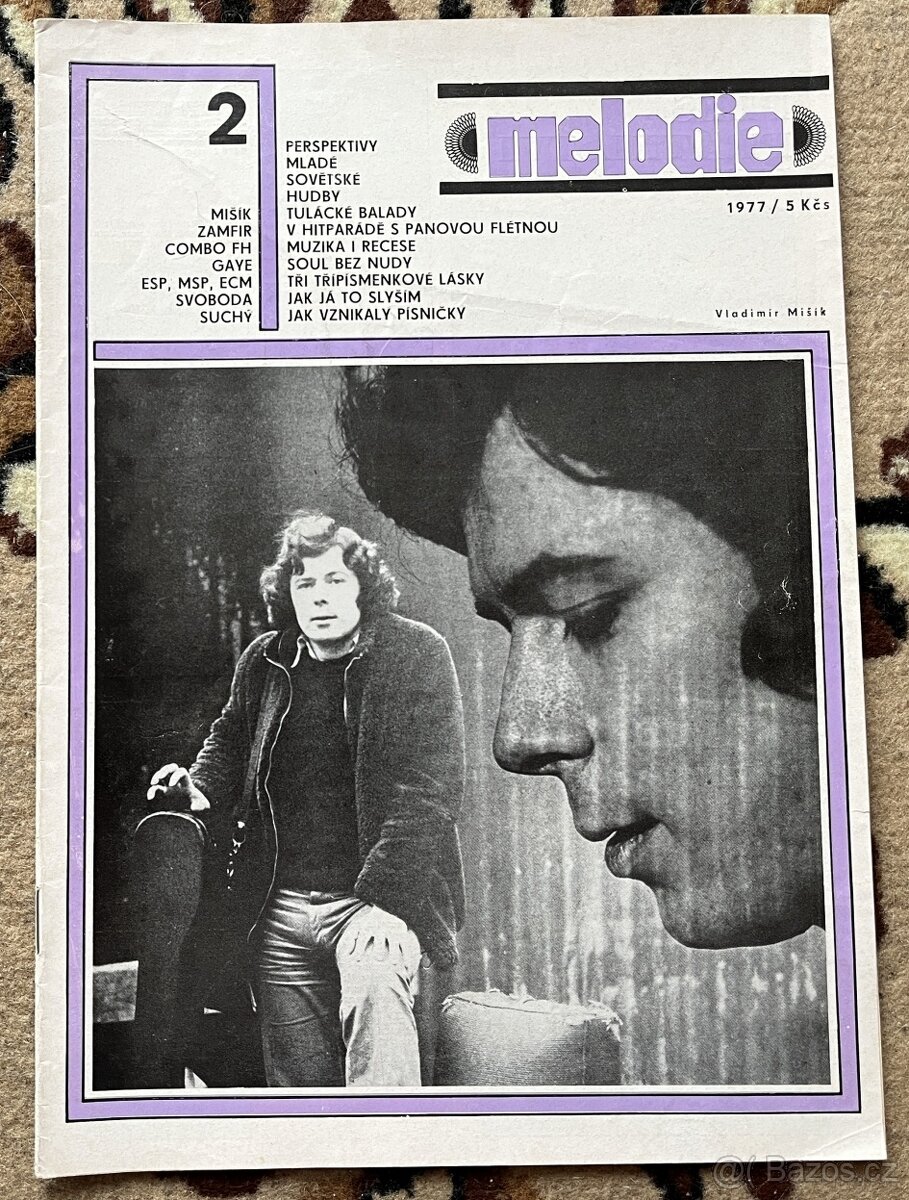 2
melodie
1977 / 5 Kčs
PERSPEKTIVY
MLADÉ
SOVĚTSKÉ
HUDBY
MIŠÍK TULÁCKÉ BALADY
ZAMFIR V HITPARÁDĚ S PANOVOU FLÉTNOU
COMBO FH MUZIKA I RECESE
GAYE SOUL BEZ NUDY
ESP, MSP, ECM TŘI TŘÍPÍSMENKOVÉ LÁSKY
SVOBODA JAK JÁ TO SLYŠÍM
SUCHÝ JAK VZNIKALY PÍSNIČKY
Vladimír Mišík
@( Bazoš.cz